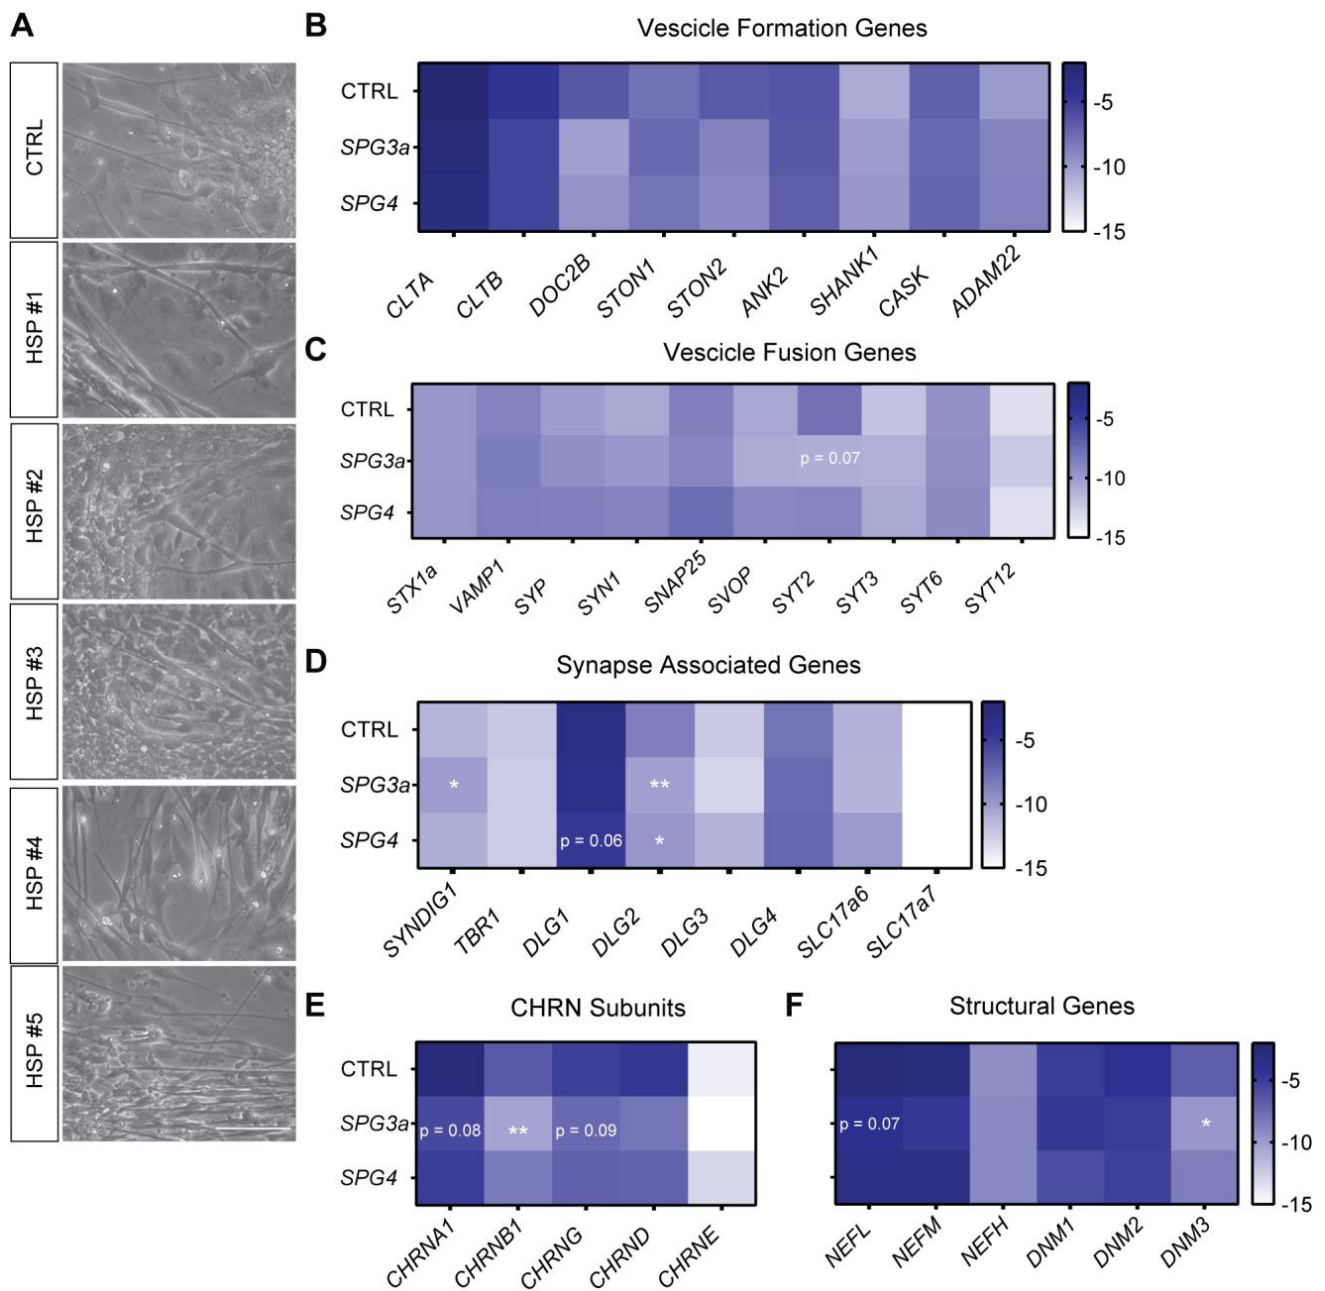 A
CTRL
HSP #1
HSP #2
HSP #3
HSP #4
HSP #5
B
Vescicle Formation Genes
CTRL
SPG3a
SPG4
-5
-10
-15
CLTA
CLTB
DOC2B
STON1
STON2
ANK2
SHANK1
CASK
ADAM22
C
Vescicle Fusion Genes
CTRL
SPG3a
p = 0.07
SPG4
-5
-10
-15
STX1a
VAMP1
SYP
SYN1
SNAP25
SVOP
SYT2
SYT3
SYT6
SYT12
D
Synapse Associated Genes
CTRL
SPG3a
* **
SPG4
p = 0.06 *
-5
-10
-15
SYNDIG1
TBR1
DLG1
DLG2
DLG3
DLG4
SLC17a6
SLC17a7
E
CHRN Subunits
CTRL
SPG3a
p = 0.08 ** p = 0.09
SPG4
CHRNA1
CHRNB1
CHRNG
CHRND
CHRNE
F
Structural Genes
p = 0.07 *
-5
-10
-15
NEFL
NEFM
NEFH
DNM1
DNM2
DNM3